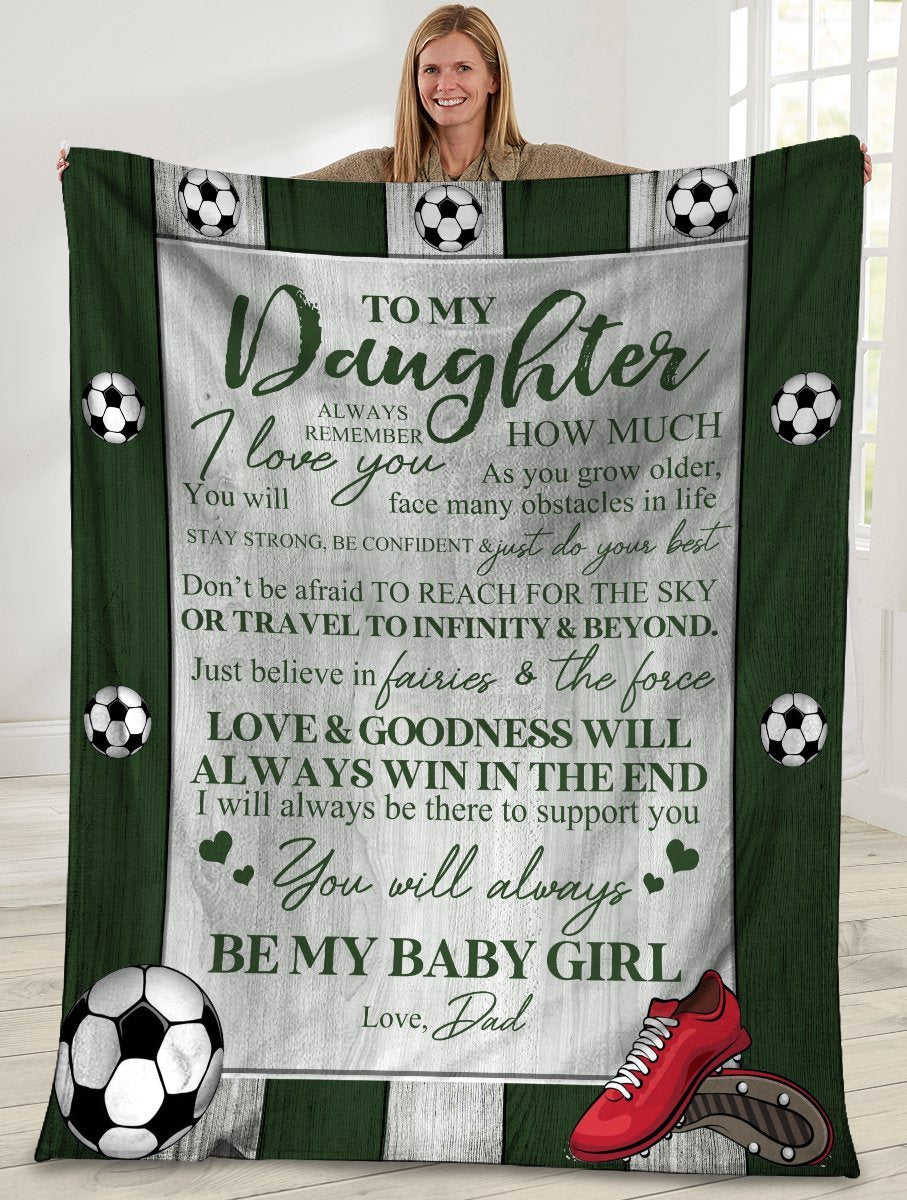 TO MY
Daughter
ALWAYS
REMEMBER
I love you HOW MUCH
As you grow older,
You will face many obstacles in life
STAY STRONG, BE CONFIDENT & just do your best
Don't be afraid TO REACH FOR THE SKY
OR TRAVEL TO INFINITY & BEYOND.
Just believe in fairies & the force
LOVE & GOODNESS WILL
ALWAYS WIN IN THE END
I will always be there to support you
You will always
BE MY BABY GIRL
Love, Dad